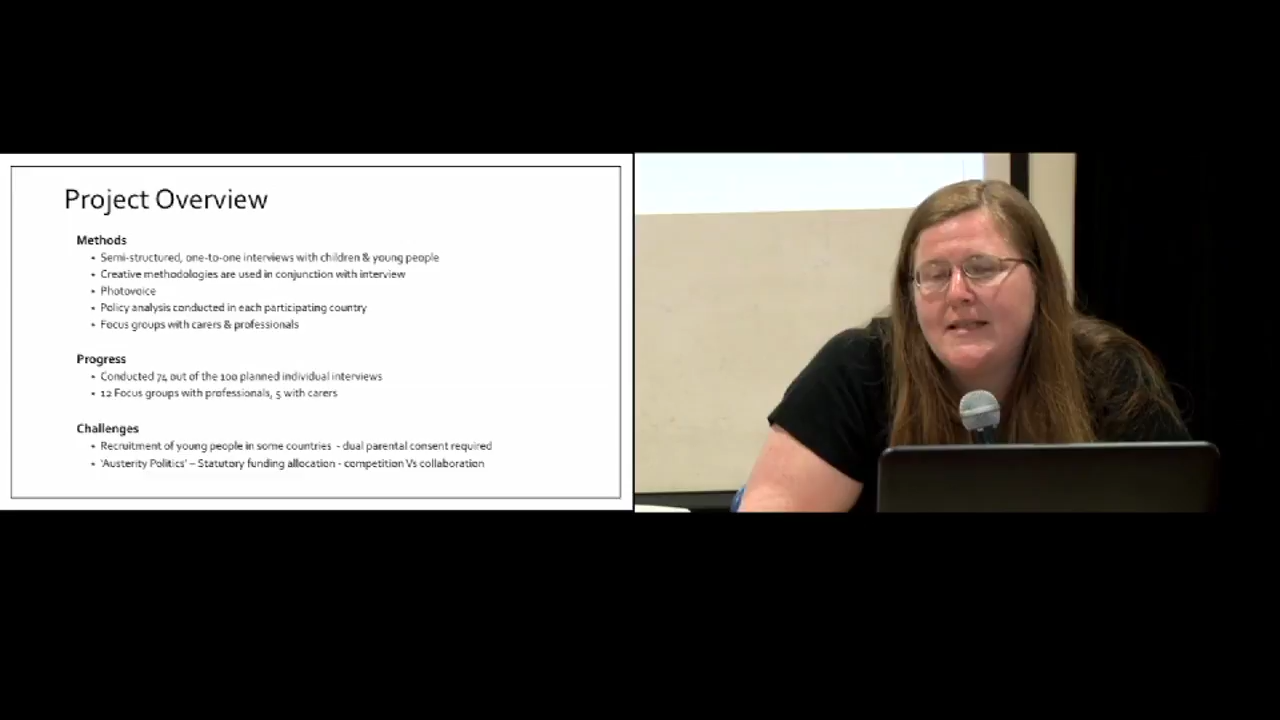 Project Overview
Methods
• Semi-structured, one-to-one interviews with children & young people
• Creative methodologies are used in conjunction with interview
• Photovoice
• Policy analysis conducted in each participating country
• Focus groups with carers & professionals
Progress
• Conducted 74 out of the 100 planned individual interviews
• 12 Focus groups with professionals, 5 with carers
Challenges
• Recruitment of young people in some countries - dual parental consent required
• 'Austerity Politics' – Statutory funding allocation - competition Vs collaboration